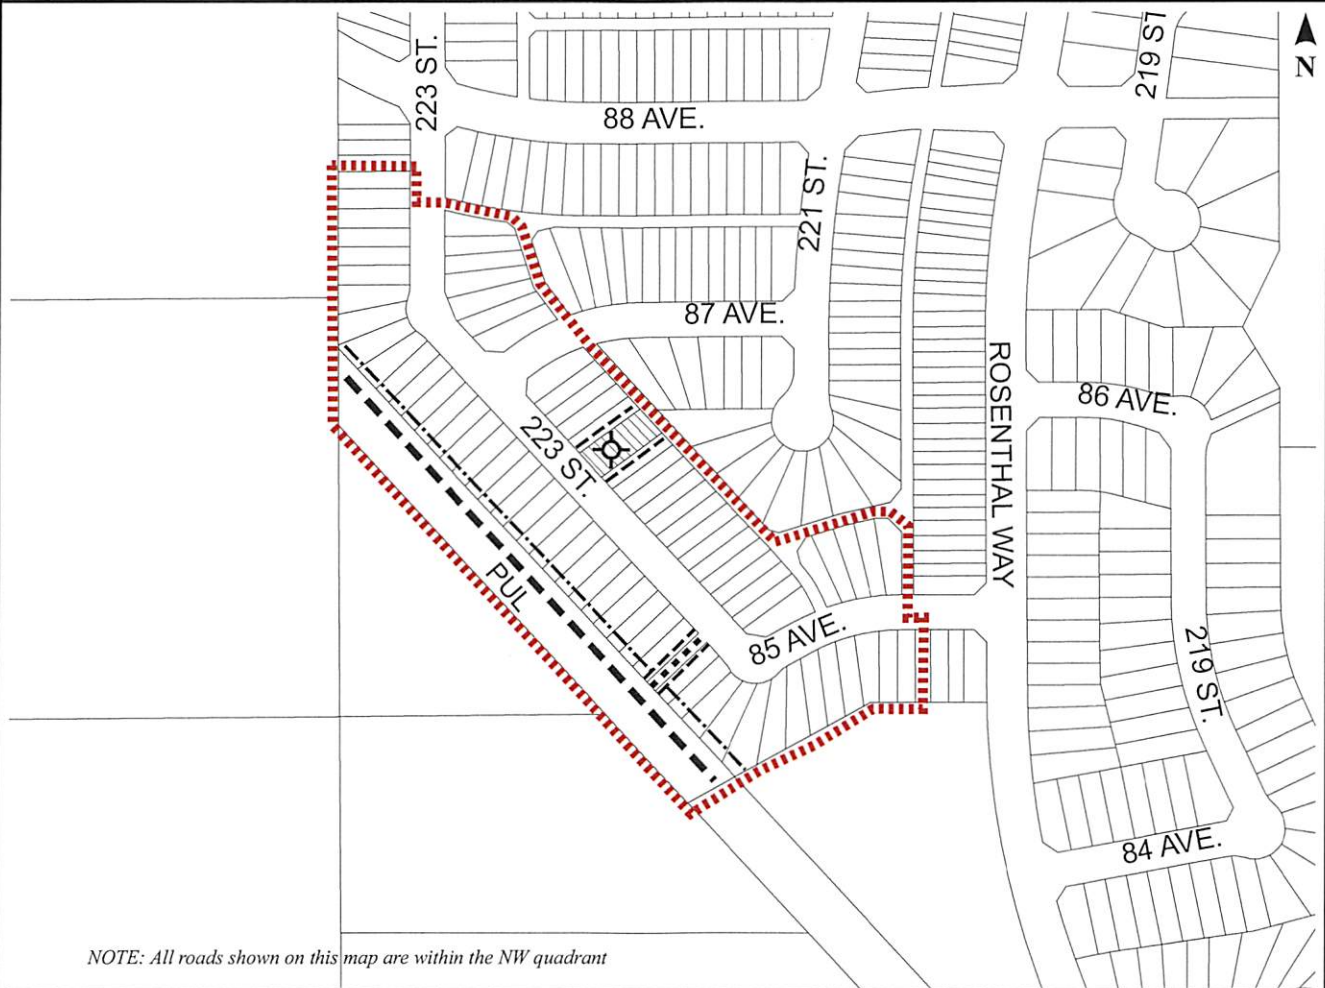 223 ST.
219 ST
N
88 AVE.
221 ST.
87 AVE.
ROSENTHAL WAY
86 AVE.
223 ST.
PUL
85 AVE.
219 ST.
84 AVE.
NOTE: All roads shown on this map are within the NW quadrant